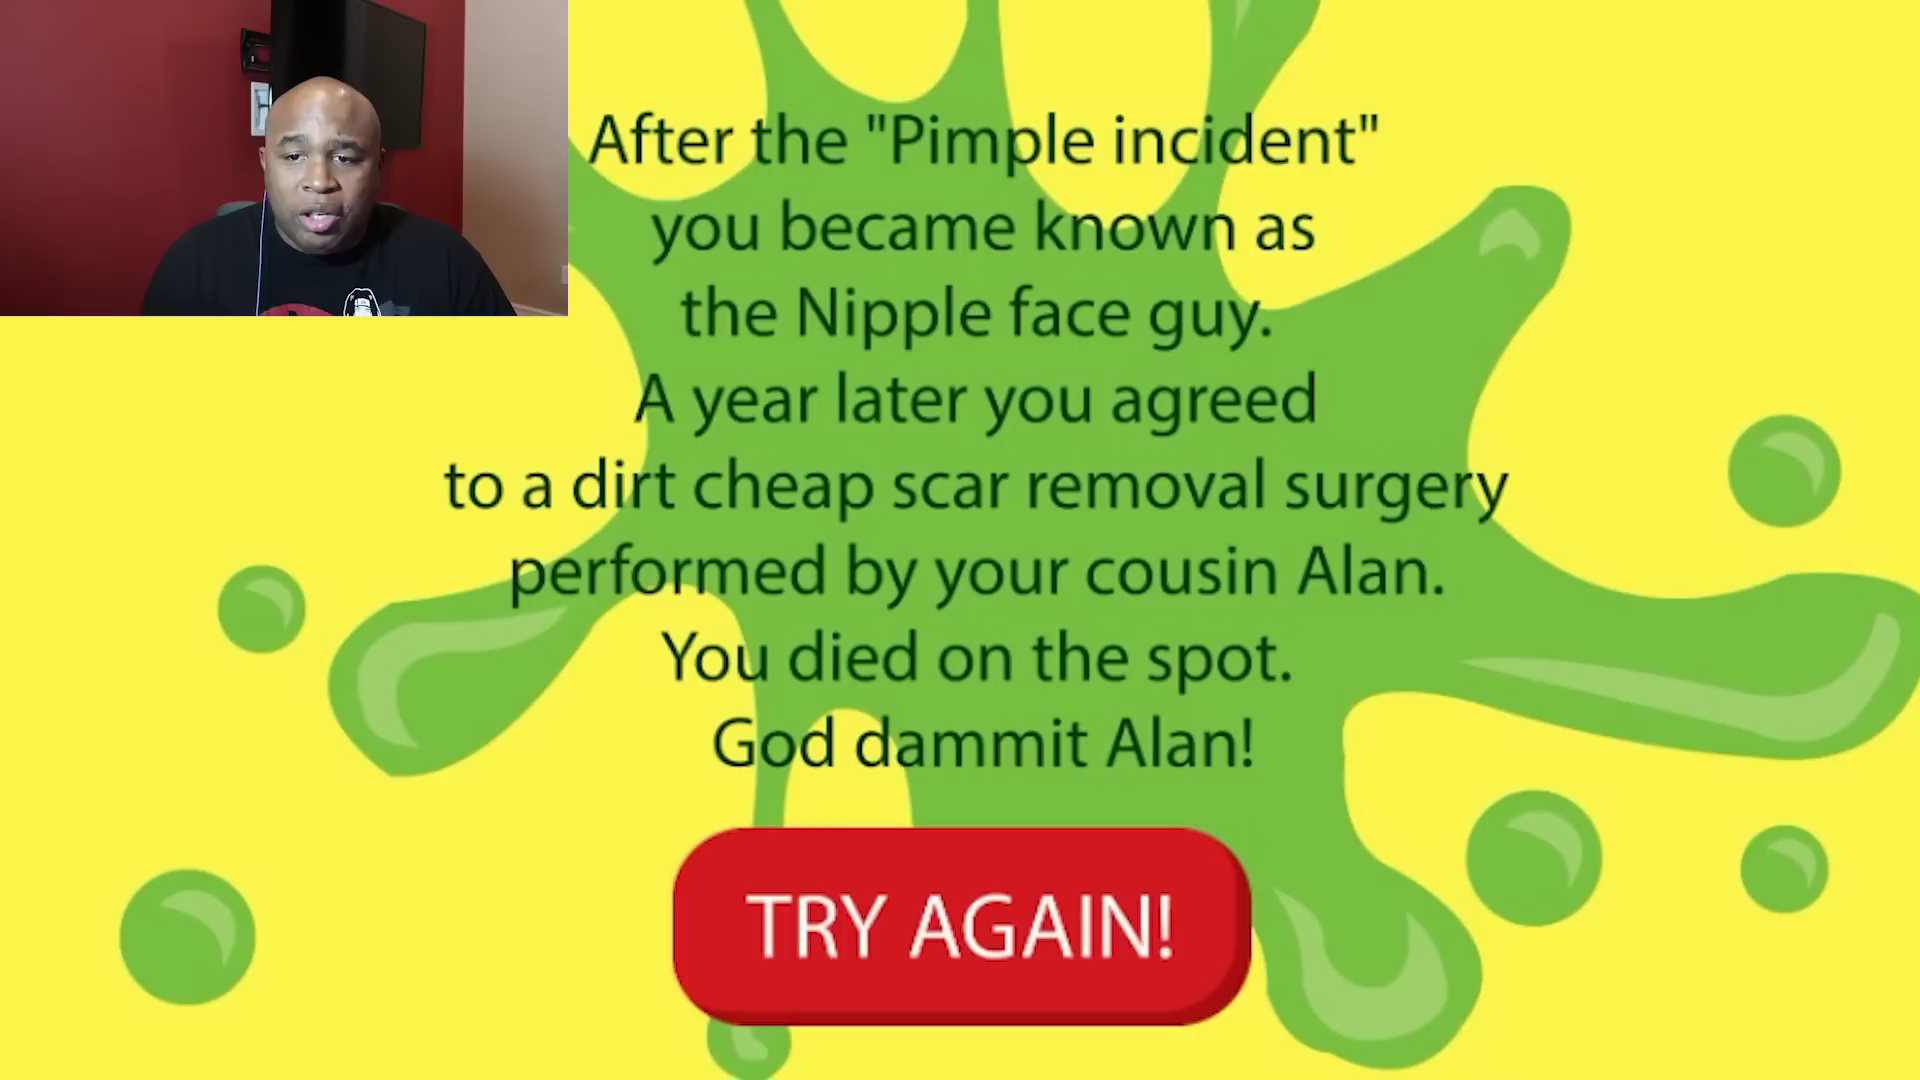 After the "Pimple incident"
you became known as
the Nipple face guy.
A year later you agreed
to a dirt cheap scar removal surgery
performed by your cousin Alan.
You died on the spot.
God dammit Alan!
TRY AGAIN!